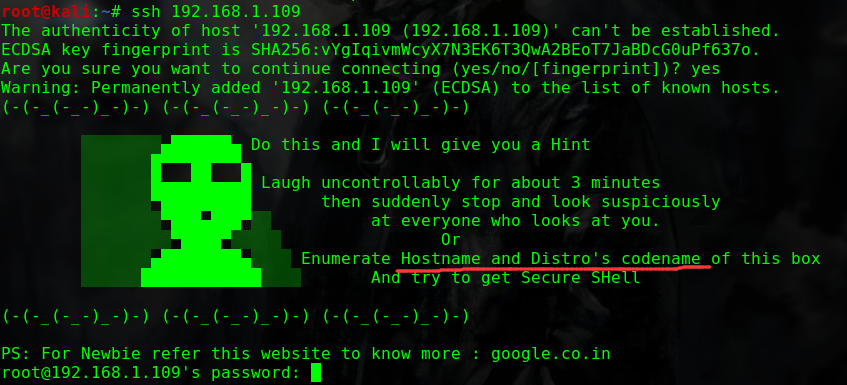 root@kali:~# ssh 192.168.1.109
The authenticity of host '192.168.1.109 (192.168.1.109)' can't be established.
ECDSA key fingerprint is SHA256:vYgIqivmWcyX7N3EK6T3QwA2BEoT7JaBDcG0uPf637o.
Are you sure you want to continue connecting (yes/no/[fingerprint])? yes
Warning: Permanently added '192.168.1.109' (ECDSA) to the list of known hosts.
(-(-_(-_-)_-)-) (-(-_(-_-)_-)-) (-(-_(-_-)_-)-)
Do this and I will give you a Hint
Laugh uncontrollably for about 3 minutes
then suddenly stop and look suspiciously
at everyone who looks at you.
Or
Enumerate Hostname and Distro's codename of this box
And try to get Secure SHell
(-(-_(-_-)_-)-) (-(-_(-_-)_-)-) (-(-_(-_-)_-)-)
PS: For Newbie refer this website to know more : google.co.in
root@192.168.1.109's password: